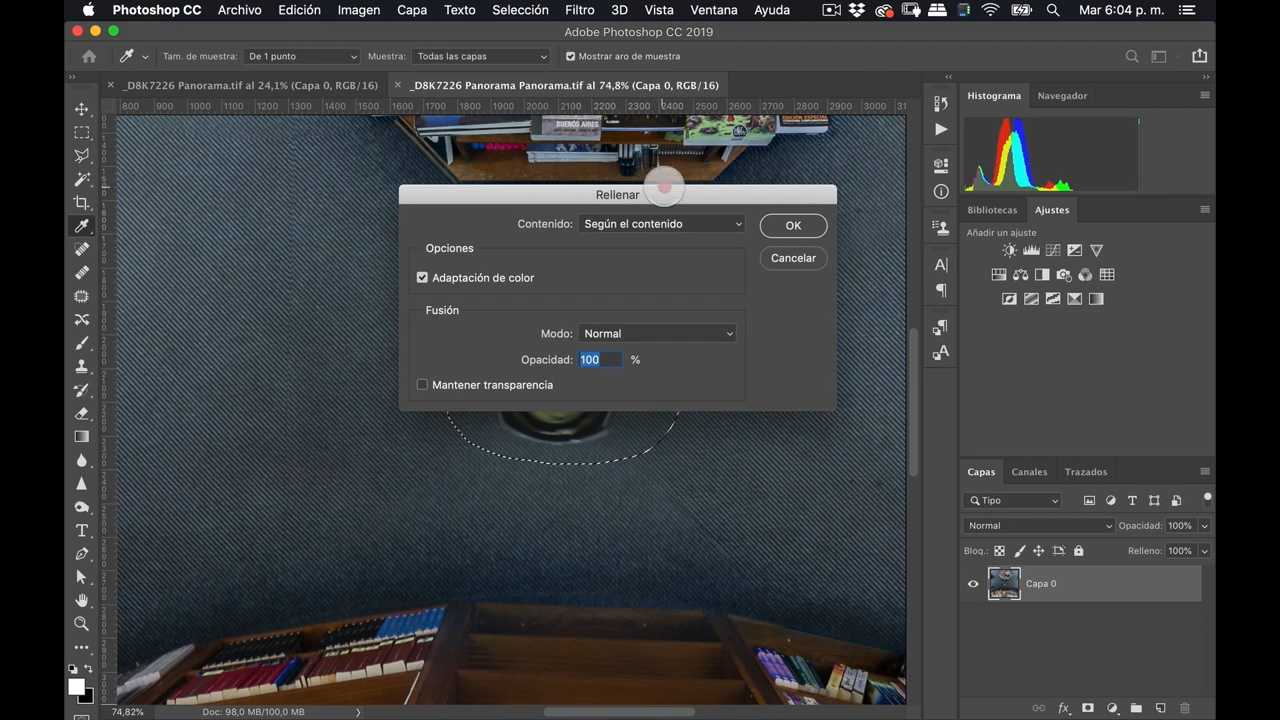 Photoshop CC Archivo Edición Imagen Capa Texto Selección Filtro 3D Vista Ventana Ayuda Mar 6:04 p. m.
Adobe Photoshop CC 2019
Tam. de muestra: De 1 punto Muestra: Todas las capas Mostrar aro de muestra
_D8K7226 Panorama.tif al 24,1% (Capa 0, RGB/16) _D8K7226 Panorama Panorama.tif al 74,8% (Capa 0, RGB/16)
800 900 1000 1100 1200 1300 1400 1500 1600 1700 1800 1900 2000 2100 2200 2300 2400 2500 2600 2700 2800 2900 3000
Histograma Navegador
BUENOS AIRES
EDICIÓN ESPECIAL
Rellenar
Contenido: Según el contenido
OK
Opciones
Cancelar
Adaptación de color
Fusión
Modo: Normal
Opacidad: 100 %
Mantener transparencia
Bibliotecas Ajustes
Añadir un ajuste
Capas Canales Trazados
Tipo
Normal Opacidad: 100%
Bloq.: Relleno: 100%
Capa 0
74,82% Doc: 98,0 MB/100,0 MB